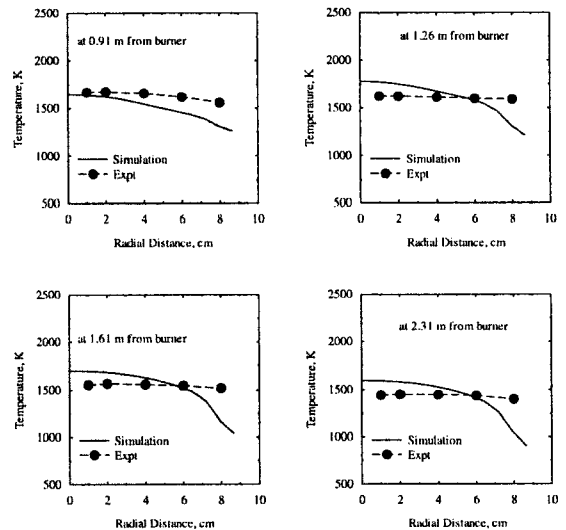 2500
at 0.91 m from burner
2000
1500
1000
500
Temperature, K
Simulation
Expt
0 2 4 6 8 10
Radial Distance, cm
2500
at 1.26 m from burner
2000
1500
1000
500
Temperature, K
Simulation
Expt
0 2 4 6 8 10
Radial Distance, cm
2500
at 1.61 m from burner
2000
1500
1000
500
Temperature, K
Simulation
Expt
0 2 4 6 8 10
Radial Distance, cm
2500
at 2.31 m from burner
2000
1500
1000
500
Temperature, K
Simulation
Expt
0 2 4 6 8 10
Radial Distance, cm